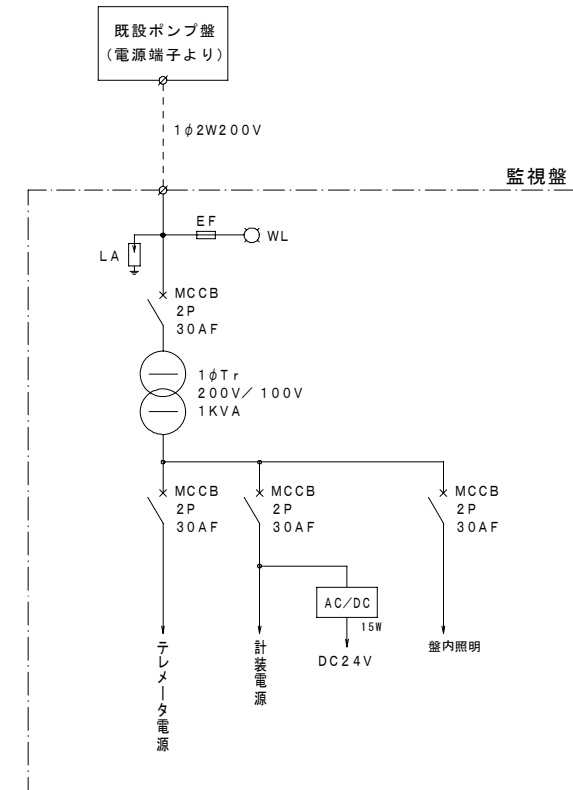 既設ポンプ盤
(電源端子より)
1φ2W200V
監視盤
EF
WL
LA
MCCB
2P
30AF
1φTr
200V/100V
1KVA
MCCB
2P
30AF
MCCB
2P
30AF
MCCB
2P
30AF
AC/DC
15W
DC24V
テレメータ電源
計装電源
盤内照明